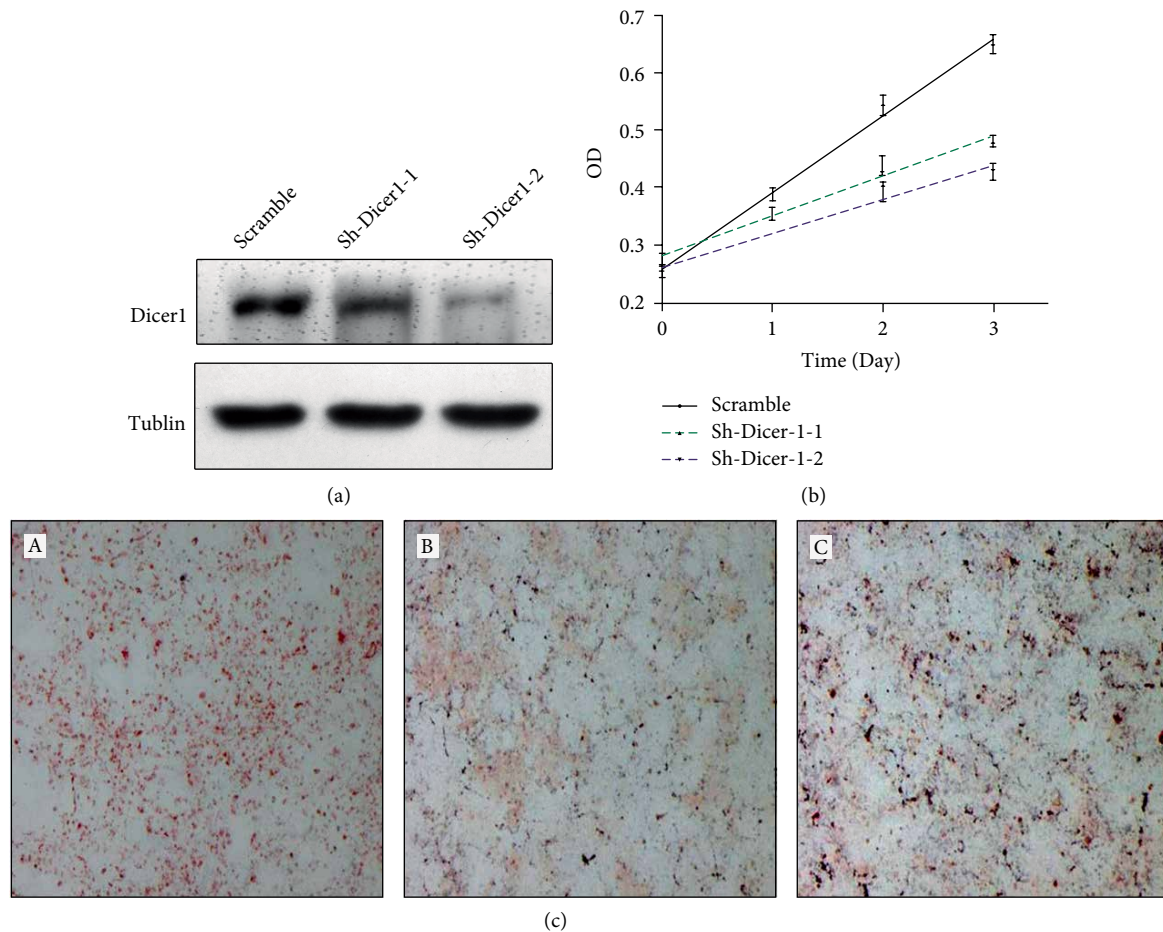 Scramble
Sh-Dicer1-1
Sh-Dicer1-2
Dicer1
Tublin
(a)
0.7
0.6
0.5
0.4
0.3
0.2
OD
0
1
2
3
Time (Day)
Scramble
Sh-Dicer-1-1
Sh-Dicer-1-2
(b)
A
B
C
(c)